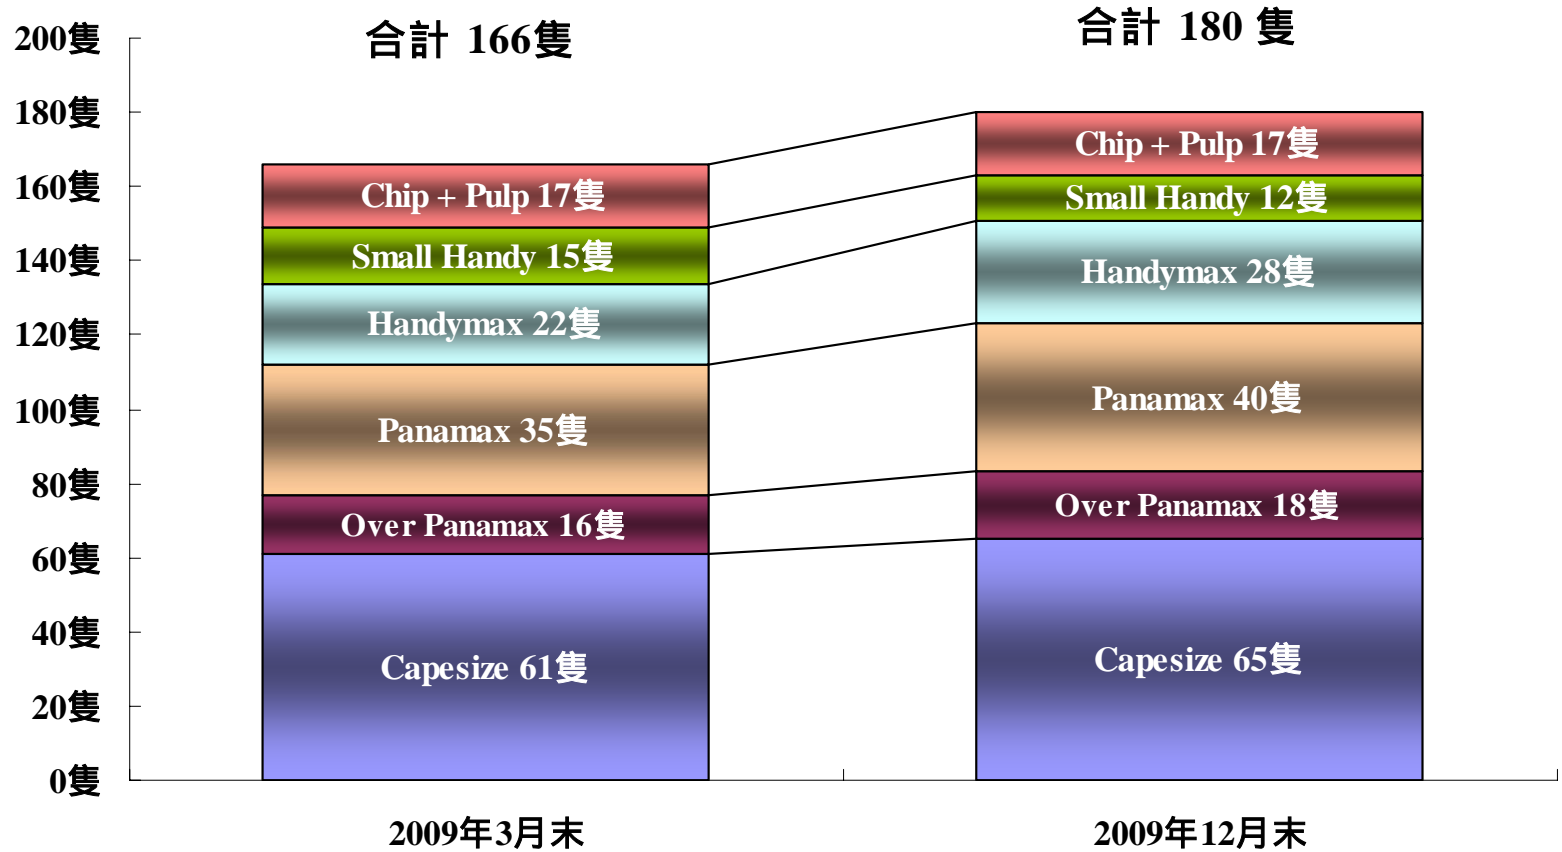 合計 166隻
合計 180 隻
200隻
180隻
160隻
140隻
120隻
100隻
80隻
60隻
40隻
20隻
0隻
Chip + Pulp 17隻
Small Handy 15隻
Handymax 22隻
Panamax 35隻
Over Panamax 16隻
Capesize 61隻
Chip + Pulp 17隻
Small Handy 12隻
Handymax 28隻
Panamax 40隻
Over Panamax 18隻
Capesize 65隻
2009年3月末
2009年12月末